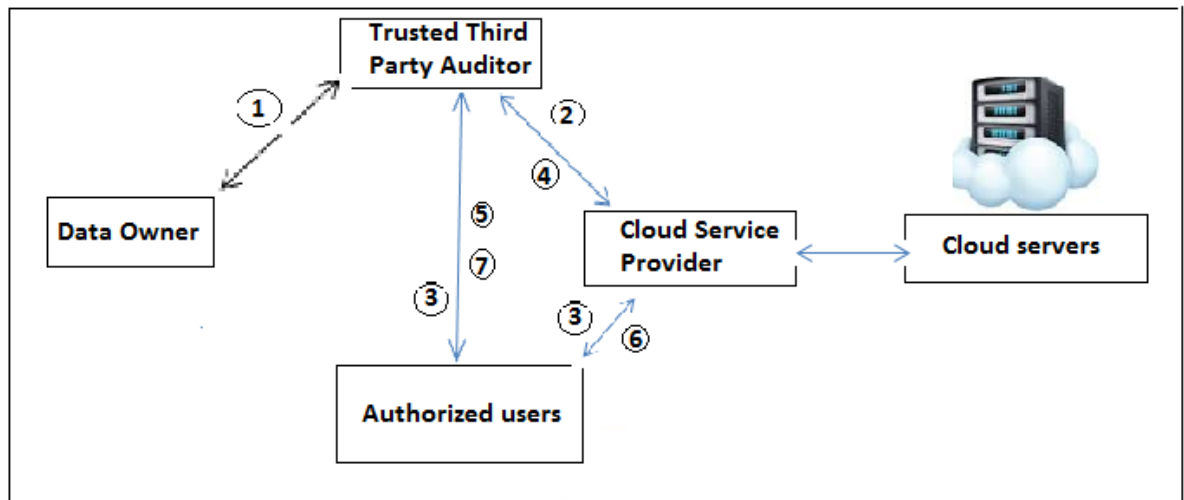 Trusted Third
Party Auditor
1
2
4
Data Owner
5
Cloud Service
Provider
Cloud servers
7
3
3
6
Authorized users